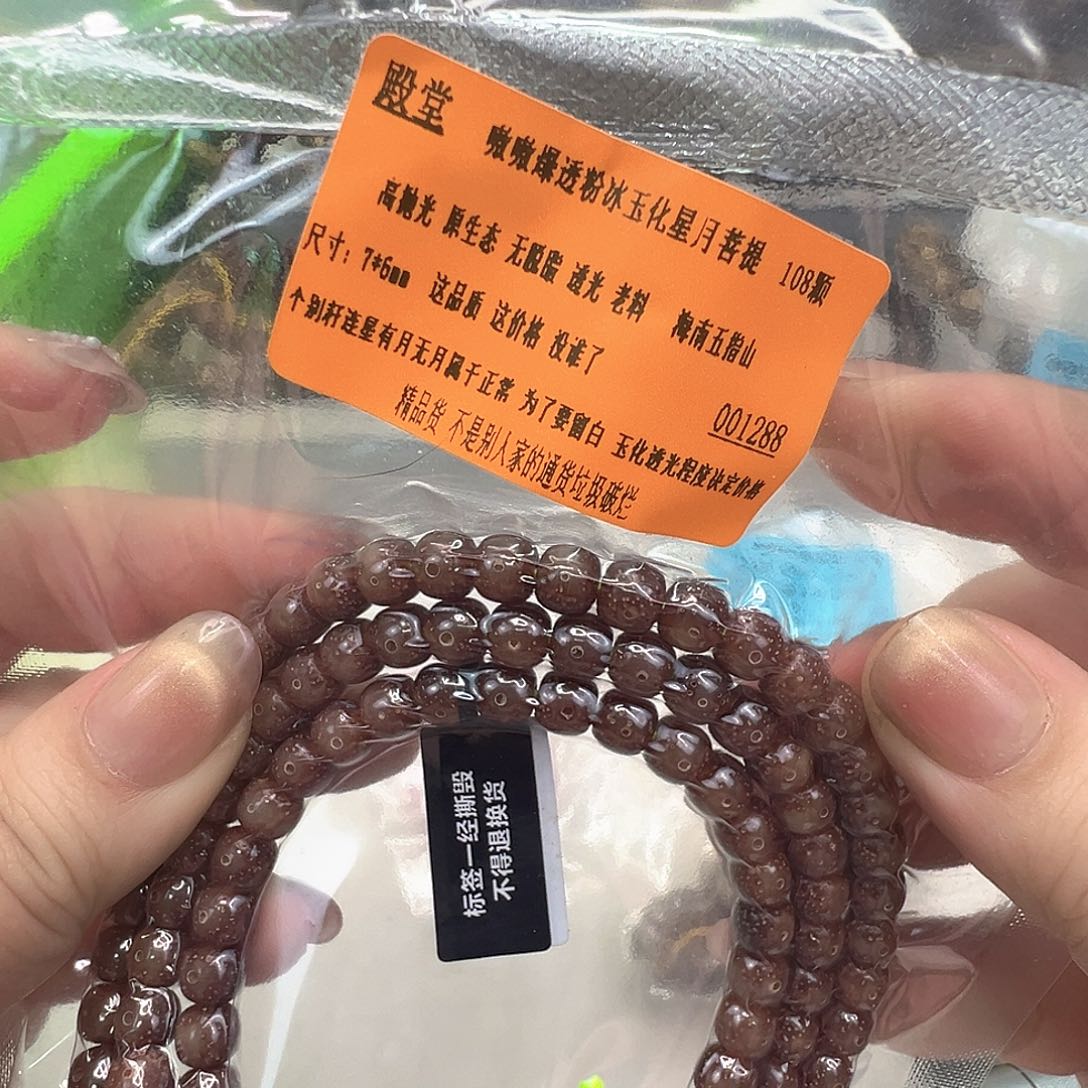 殿堂
嗷嗷爆透粉冰玉化星月菩提 108颗
高抛光 原生态 无脱脂 透光 老料 海南五指山
尺寸：7*6mm 这品质 这价格 没谁了
001288
个别籽连星有月无月风干正常 为了要留白 玉化透光程度决定价格
精品货 不是别人家的通货垃圾破烂
标签一经撕毁
不得退换货